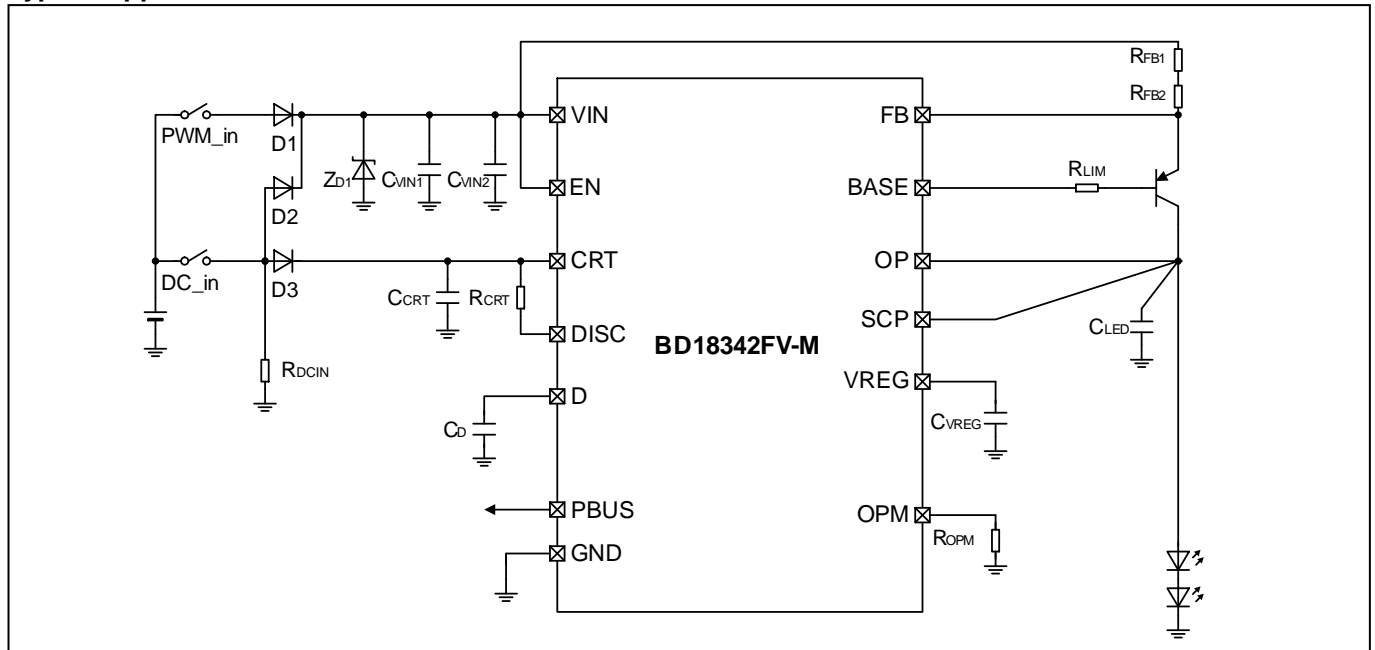 RFB1
RFB2
VIN
FB
PWM_in
D1
ZD1
CVIN1
CVIN2
RLIM
EN
BASE
D2
CRT
OP
DC_in
D3
CCRT
RCRT
SCP
CLED
DISC
BD18342FV-M
RDCIN
VREG
D
CD
CVREG
PBUS
OPM
ROPM
GND